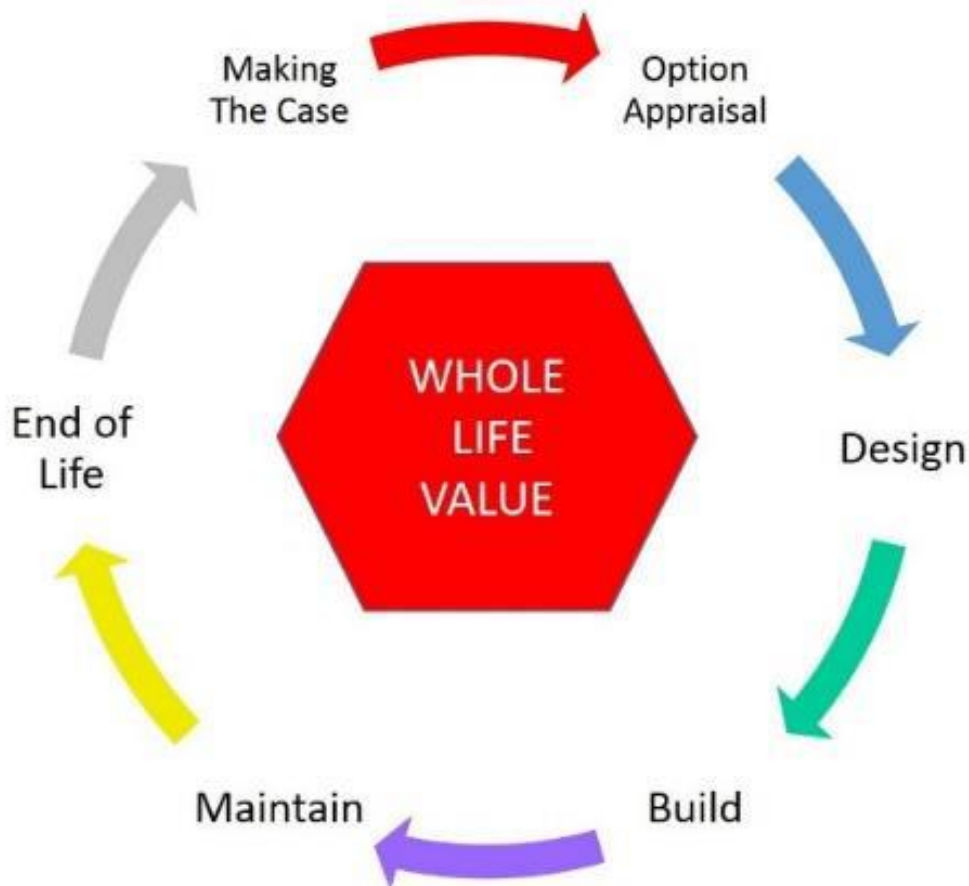 Making
The Case
Option
Appraisal
WHOLE
LIFE
VALUE
End of
Life
Design
Maintain
Build